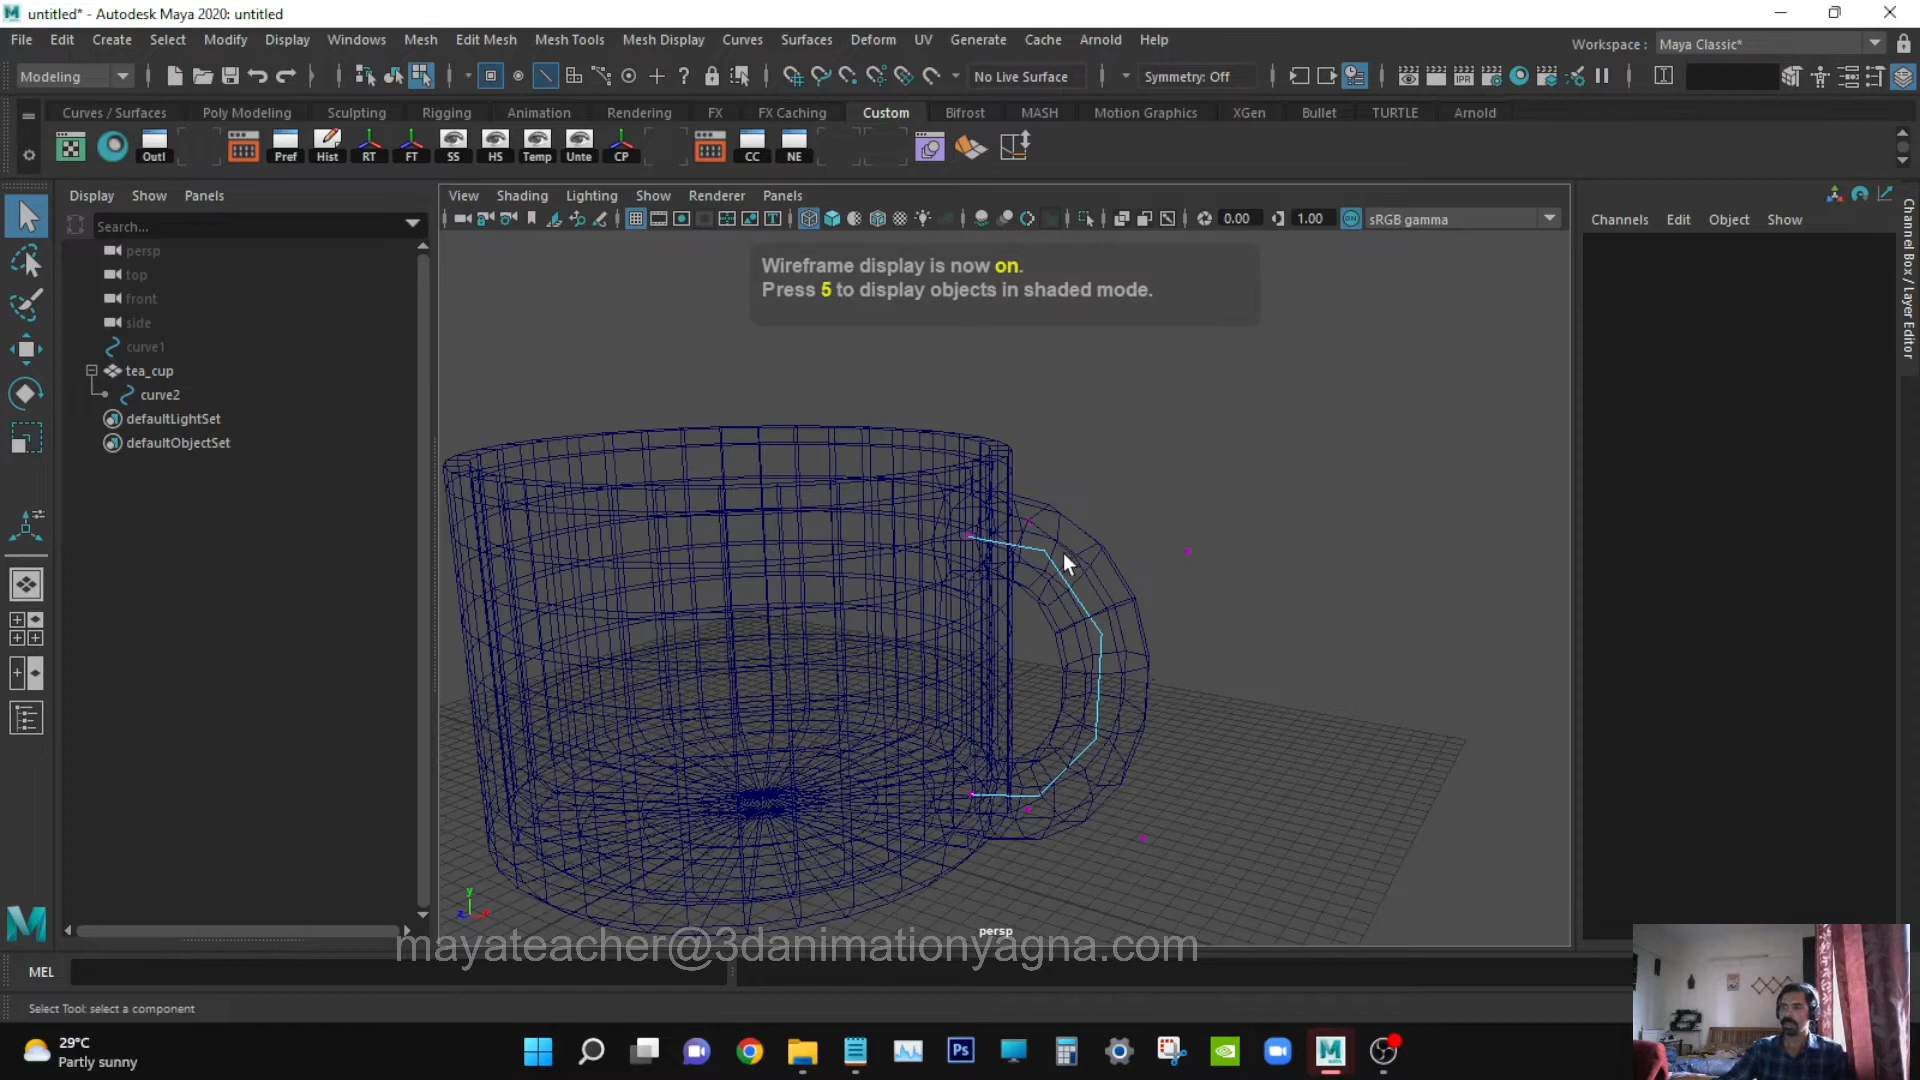 untitled* - Autodesk Maya 2020: untitled
File Edit Create Select Modify Display Windows Mesh Edit Mesh Mesh Tools Mesh Display Curves Surfaces Deform UV Generate Cache Arnold Help
Workspace : Maya Classic*
Modeling No Live Surface Symmetry: Off
Curves / Surfaces Poly Modeling Sculpting Rigging Animation Rendering FX FX Caching Custom Bifrost MASH Motion Graphics XGen Bullet TURTLE Arnold
Outl Pref Hist RT FT SS HS Temp Unte CP CC NE
Display Show Panels
View Shading Lighting Show Renderer Panels
Channels Edit Object Show
0.00 1.00 ON sRGB gamma
Search...
persp
top
front
side
curve1
tea_cup
curve2
defaultLightSet
defaultObjectSet
Wireframe display is now on.
Press 5 to display objects in shaded mode.
Channel Box / Layer Editor
y
z x
persp
mayateacher@3danimationyagna.com
MEL
Select Tool: select a component
29°C
Partly sunny
Ps